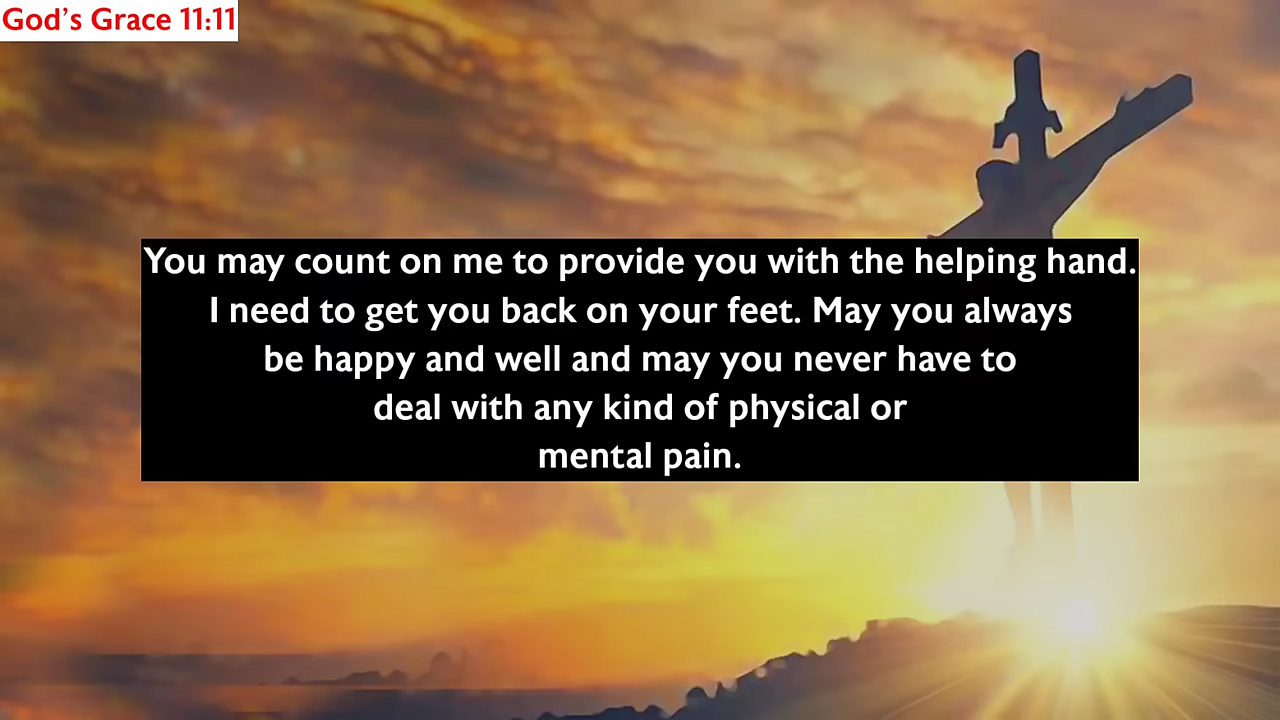 God's Grace 11:11
You may count on me to provide you with the helping hand.
I need to get you back on your feet. May you always
be happy and well and may you never have to
deal with any kind of physical or
mental pain.